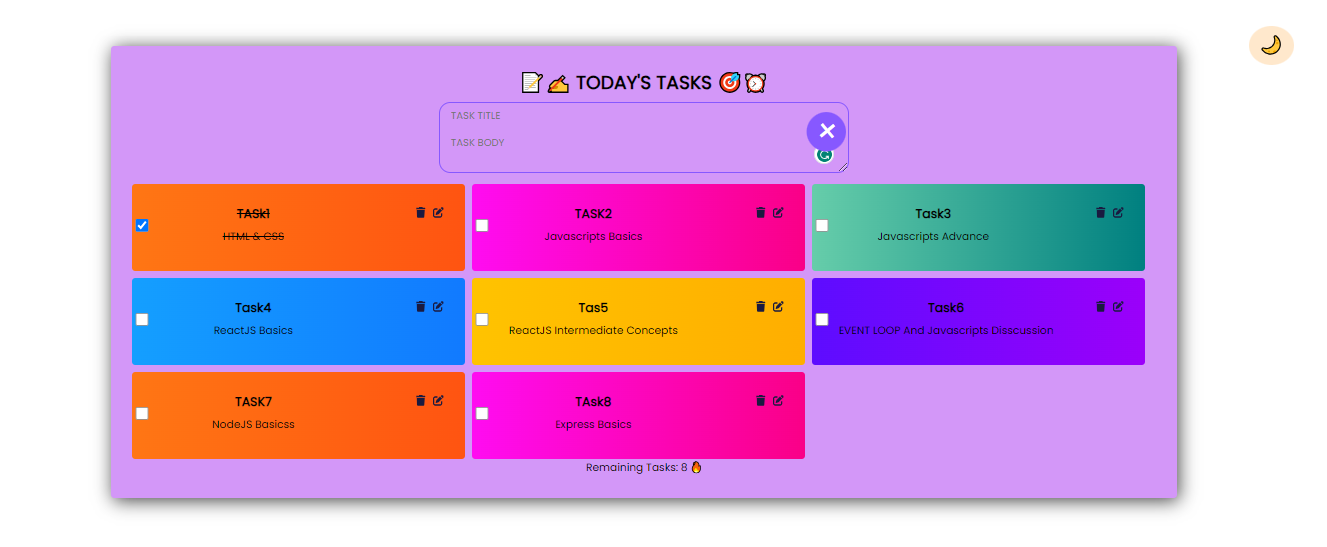 📝✍ TODAY'S TASKS 🎯⏰
TASK TITLE
TASK BODY
TASk1
HTML & CSS
TASK2
Javascripts Basics
Task3
Javascripts Advance
Task4
ReactJS Basics
Tas5
ReactJS Intermediate Concepts
Task6
EVENT LOOP And Javascripts Disscussion
TASK7
NodeJS Basicss
TAsk8
Express Basics
Remaining Tasks: 8 🔥